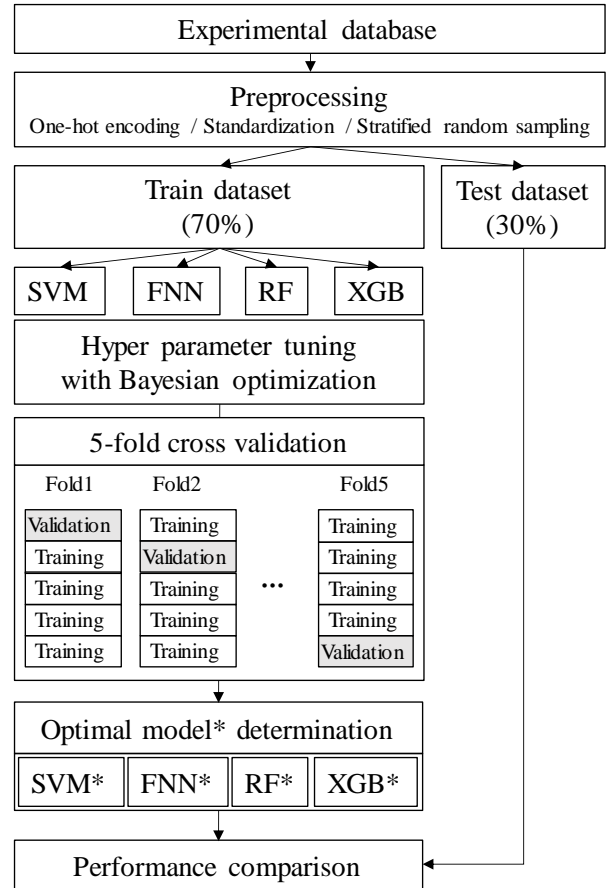 Experimental database
Preprocessing
One-hot encoding / Standardization / Stratified random sampling
Train dataset
(70%)
Test dataset
(30%)
SVM
FNN
RF
XGB
Hyper parameter tuning
with Bayesian optimization
5-fold cross validation
Fold1
Validation
Training
Training
Training
Training
Fold2
Training
Validation
Training
Training
Training
...
Fold5
Training
Training
Training
Training
Validation
Optimal model* determination
SVM*
FNN*
RF*
XGB*
Performance comparison